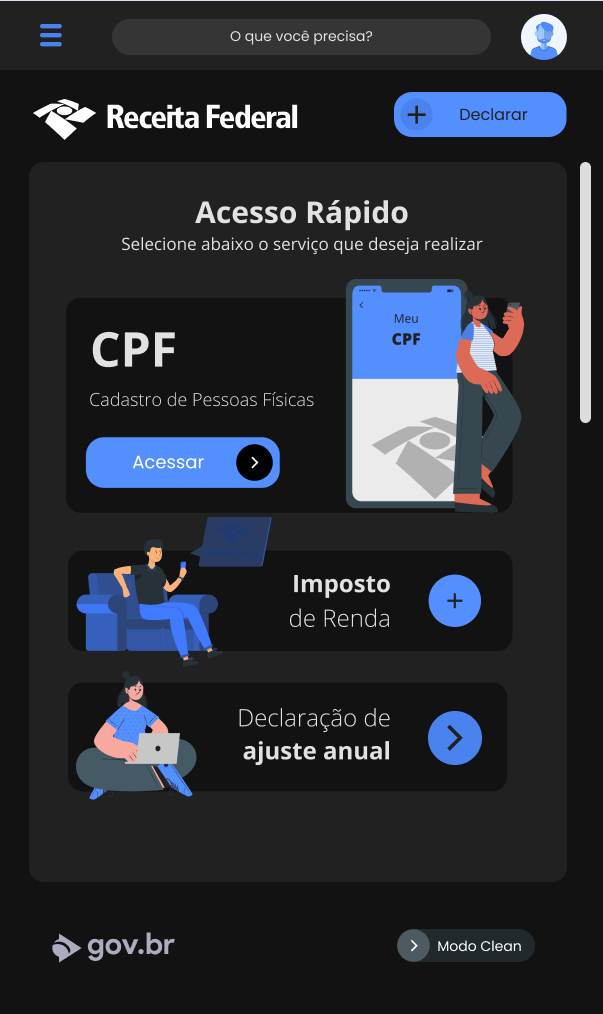 O que você precisa?
Receita Federal
Declarar
Acesso Rápido
Selecione abaixo o serviço que deseja realizar
CPF
Cadastro de Pessoas Físicas
Acessar
Meu
CPF
Imposto
de Renda
Declaração de
ajuste anual
gov.br
Modo Clean